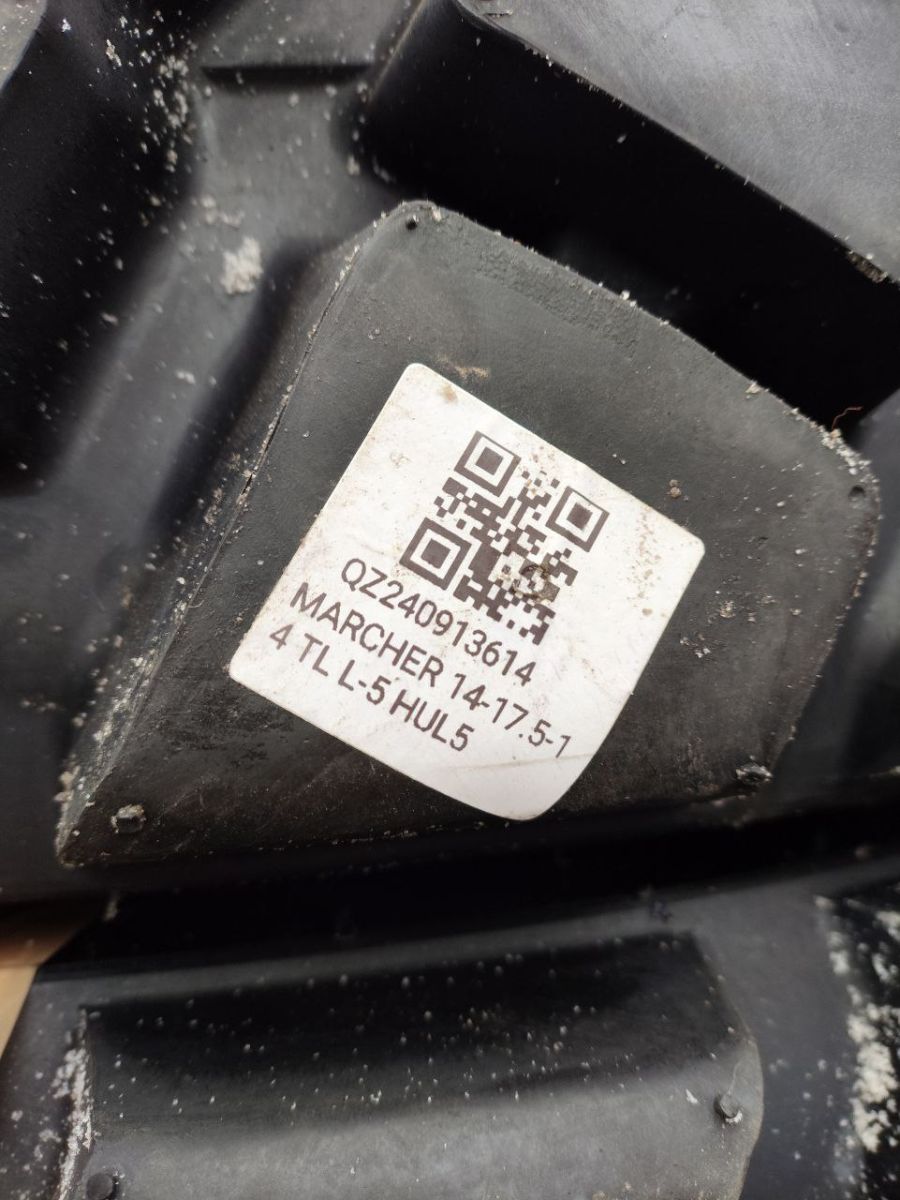 QZ240913614
MARCHER 14-17.5-1
4 TL L-5 HUL5